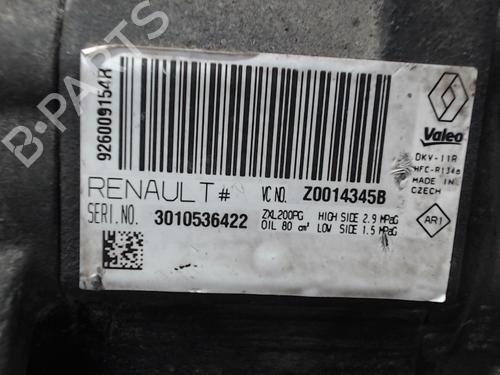 926009154R
Valeo
DKV-11R
HFC-R134a
MADE IN
CZECH
RENAULT# VC NO. Z0014345B
SERI.NO. 3010536422
ZXL200PG HIGH SIDE 2.9 MPaG
OIL 80 cm³ LOW SIDE 1.5 MPaG
AR1
B-PARTS